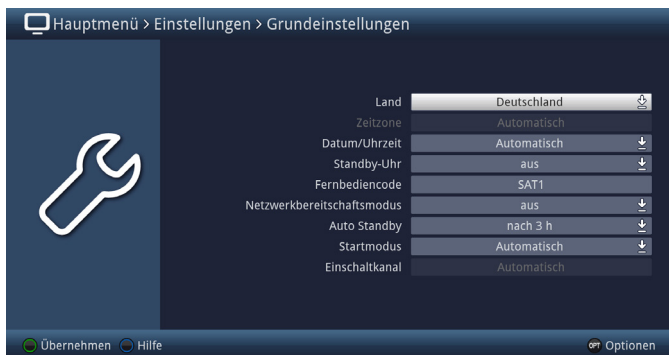 Hauptmenü > Einstellungen > Grundeinstellungen
Land Deutschland
Zeitzone Automatisch
Datum/Uhrzeit Automatisch
Standby-Uhr aus
Fernbediencode SAT1
Netzwerkbereitschaftsmodus aus
Auto Standby nach 3 h
Startmodus Automatisch
Einschaltkanal Automatisch
Übernehmen Hilfe OPT Optionen